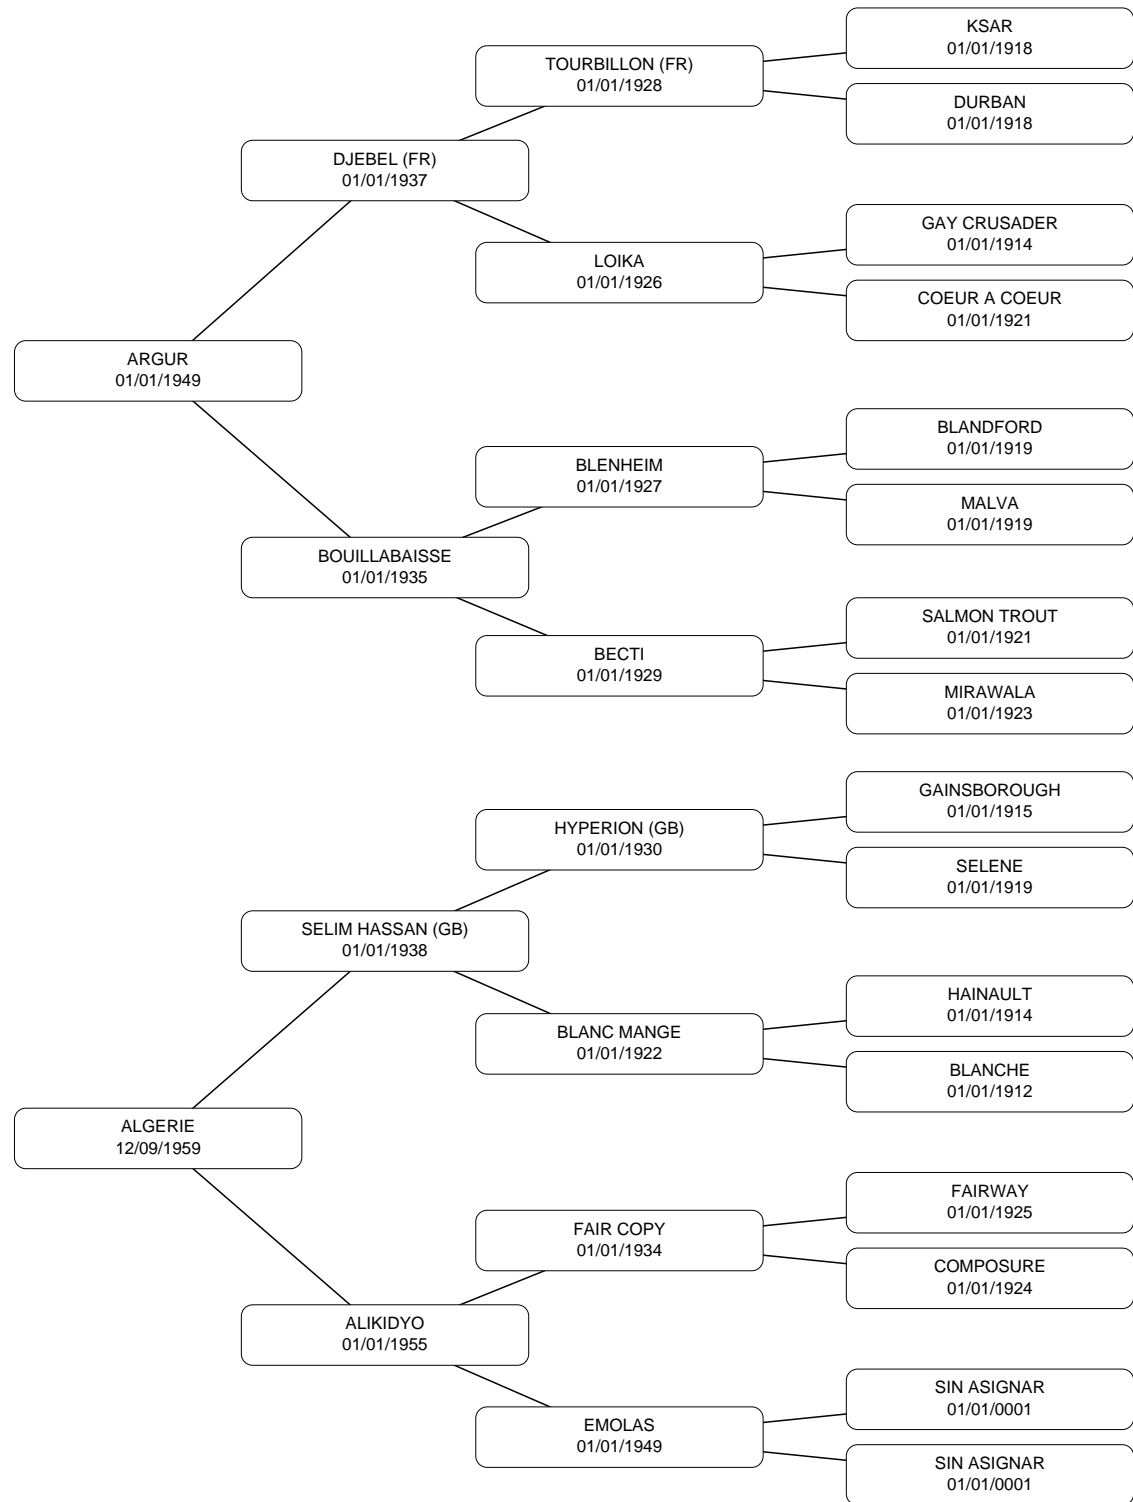 KSAR
01/01/1918
TOURBILLON (FR)
01/01/1928
DURBAN
01/01/1918
DJEBEL (FR)
01/01/1937
GAY CRUSADER
01/01/1914
LOIKA
01/01/1926
COEUR A COEUR
01/01/1921
ARGUR
01/01/1949
BLANDFORD
01/01/1919
BLENHEIM
01/01/1927
MALVA
01/01/1919
BOUILLABAISSE
01/01/1935
SALMON TROUT
01/01/1921
BECTI
01/01/1929
MIRAWALA
01/01/1923
GAINSBOROUGH
01/01/1915
HYPERION (GB)
01/01/1930
SELENE
01/01/1919
SELIM HASSAN (GB)
01/01/1938
HAINAULT
01/01/1914
BLANC MANGE
01/01/1922
BLANCHE
01/01/1912
ALGERIE
12/09/1959
FAIRWAY
01/01/1925
FAIR COPY
01/01/1934
COMPOSURE
01/01/1924
ALIKIDYO
01/01/1955
SIN ASIGNAR
01/01/0001
EMOLAS
01/01/1949
SIN ASIGNAR
01/01/0001